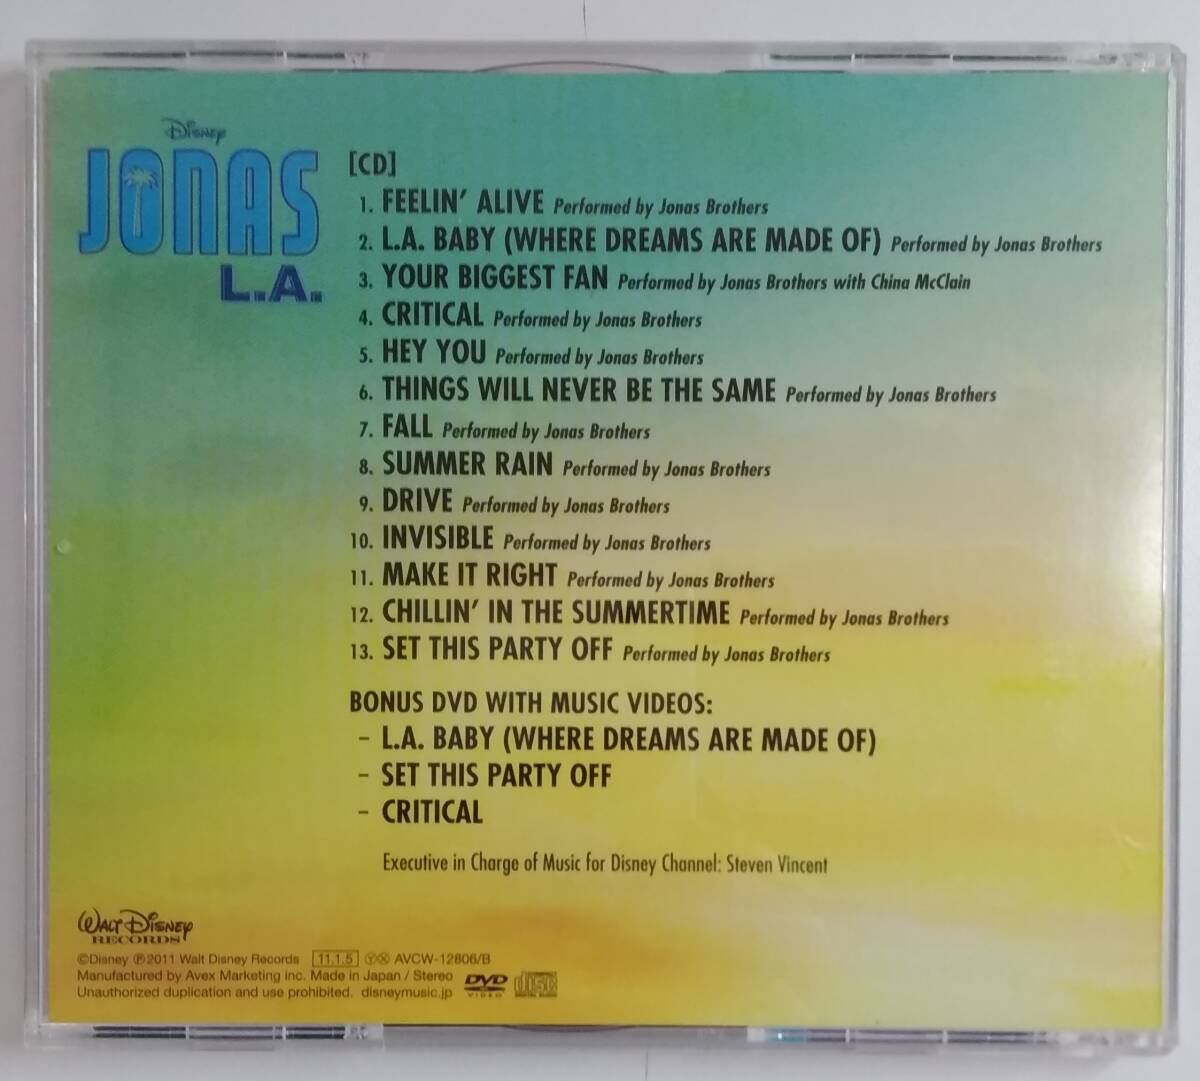 Disney
JONAS
L.A.
[CD]
1. FEELIN' ALIVE Performed by Jonas Brothers
2. L.A. BABY (WHERE DREAMS ARE MADE OF) Performed by Jonas Brothers
3. YOUR BIGGEST FAN Performed by Jonas Brothers with China McClain
4. CRITICAL Performed by Jonas Brothers
5. HEY YOU Performed by Jonas Brothers
6. THINGS WILL NEVER BE THE SAME Performed by Jonas Brothers
7. FALL Performed by Jonas Brothers
8. SUMMER RAIN Performed by Jonas Brothers
9. DRIVE Performed by Jonas Brothers
10. INVISIBLE Performed by Jonas Brothers
11. MAKE IT RIGHT Performed by Jonas Brothers
12. CHILLIN' IN THE SUMMERTIME Performed by Jonas Brothers
13. SET THIS PARTY OFF Performed by Jonas Brothers
BONUS DVD WITH MUSIC VIDEOS:
– L.A. BABY (WHERE DREAMS ARE MADE OF)
– SET THIS PARTY OFF
– CRITICAL
Executive in Charge of Music for Disney Channel: Steven Vincent
WALT DISNEY
RECORDS
©Disney ℗2011 Walt Disney Records 11.1.5 ⓎⓍ AVCW-12806/B
Manufactured by Avex Marketing inc. Made in Japan / Stereo
Unauthorized duplication and use prohibited. disneymusic.jp
DVD
VIDEO
disc
DIGITAL AUDIO